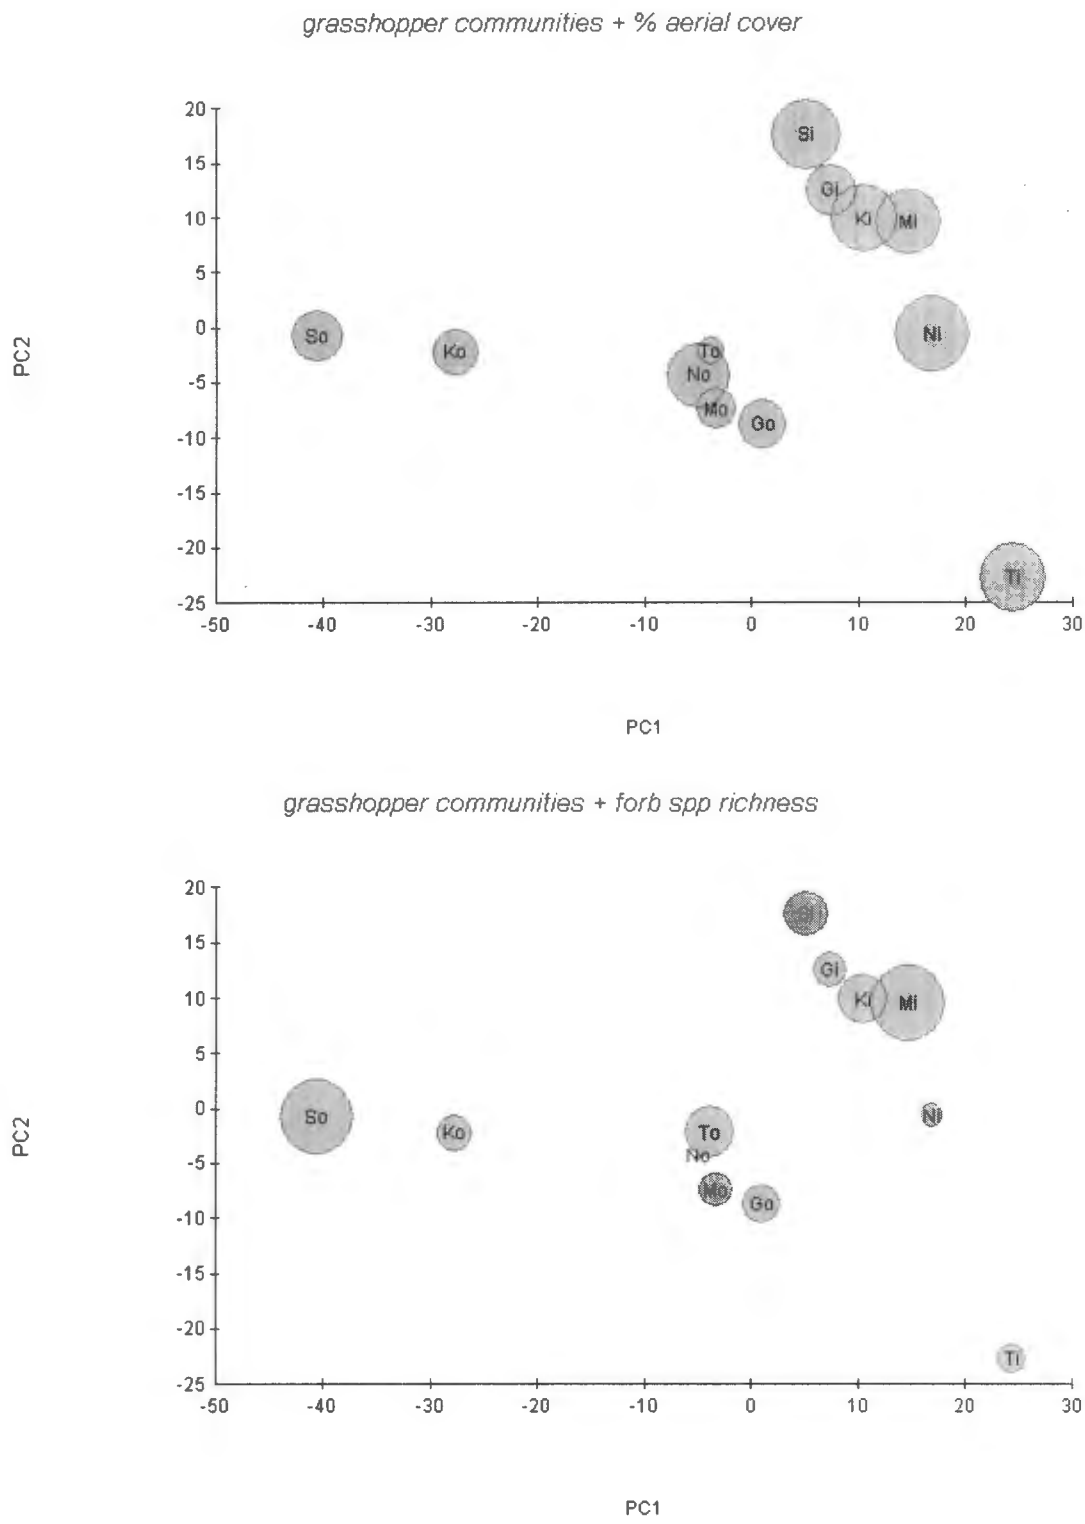 grasshopper communities + % aerial cover
20
Si
15
Gi
10
Ki
Mi
5
PC2
0
So
Ni
Ko
To
-5
No
Mo
Go
-10
-15
-20
Ti
-25
-50 -40 -30 -20 -10 0 10 20 30
PC1
grasshopper communities + forb spp richness
20
Si
15
Gi
10
Ki
Mi
5
PC2
0
So
Ni
Ko
To
-5
No
Mo
Go
-10
-15
-20
Ti
-25
-50 -40 -30 -20 -10 0 10 20 30
PC1